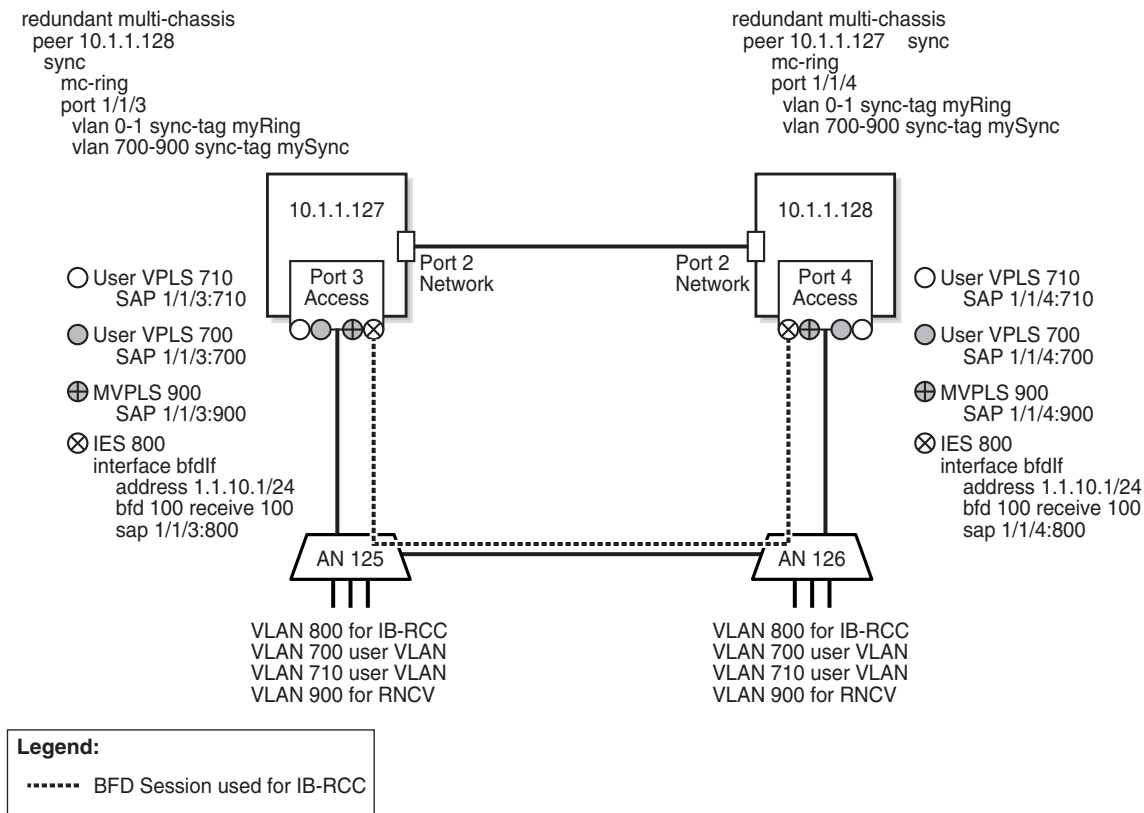 redundant multi-chassis
peer 10.1.1.128
sync
mc-ring
port 1/1/3
vlan 0-1 sync-tag myRing
vlan 700-900 sync-tag mySync
redundant multi-chassis
peer 10.1.1.127 sync
mc-ring
port 1/1/4
vlan 0-1 sync-tag myRing
vlan 700-900 sync-tag mySync
10.1.1.127
Port 3
Access
Port 2
Network
10.1.1.128
Port 4
Access
Port 2
Network
User VPLS 710
SAP 1/1/3:710
User VPLS 700
SAP 1/1/3:700
MVPLS 900
SAP 1/1/3:900
IES 800
interface bfdIf
address 1.1.10.1/24
bfd 100 receive 100
sap 1/1/3:800
User VPLS 710
SAP 1/1/4:710
User VPLS 700
SAP 1/1/4:700
MVPLS 900
SAP 1/1/4:900
IES 800
interface bfdIf
address 1.1.10.1/24
bfd 100 receive 100
sap 1/1/4:800
AN 125
AN 126
VLAN 800 for IB-RCC
VLAN 700 user VLAN
VLAN 710 user VLAN
VLAN 900 for RNCV
VLAN 800 for IB-RCC
VLAN 700 user VLAN
VLAN 710 user VLAN
VLAN 900 for RNCV
Legend:
BFD Session used for IB-RCC